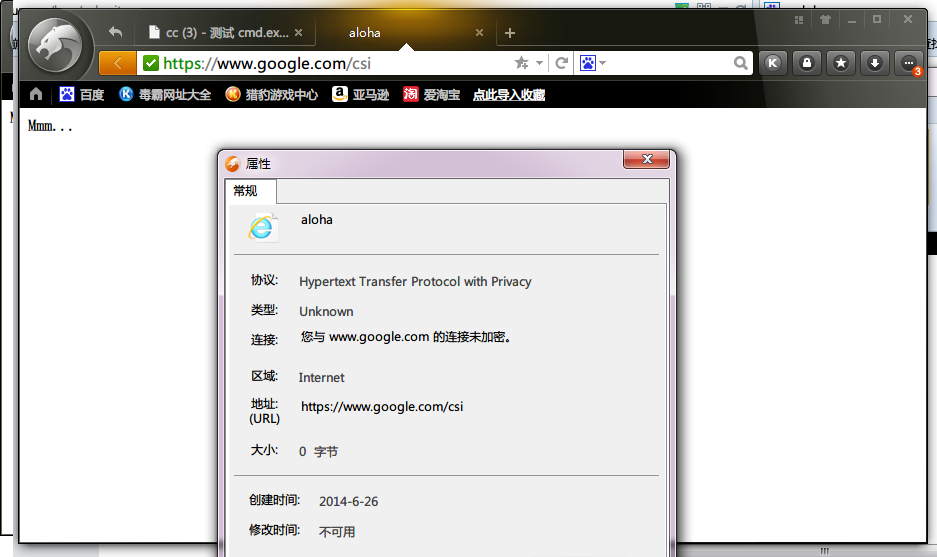 cc (3) - 测试 cmd.ex...
aloha
https://www.google.com/csi
3
百度
毒霸网址大全
猎豹游戏中心
亚马逊
淘 爱淘宝
点此导入收藏
Mmm...
属性
常规
aloha
协议: Hypertext Transfer Protocol with Privacy
类型: Unknown
连接: 您与 www.google.com 的连接未加密。
区域: Internet
地址: https://www.google.com/csi
(URL)
大小: 0 字节
创建时间: 2014-6-26
修改时间: 不可用